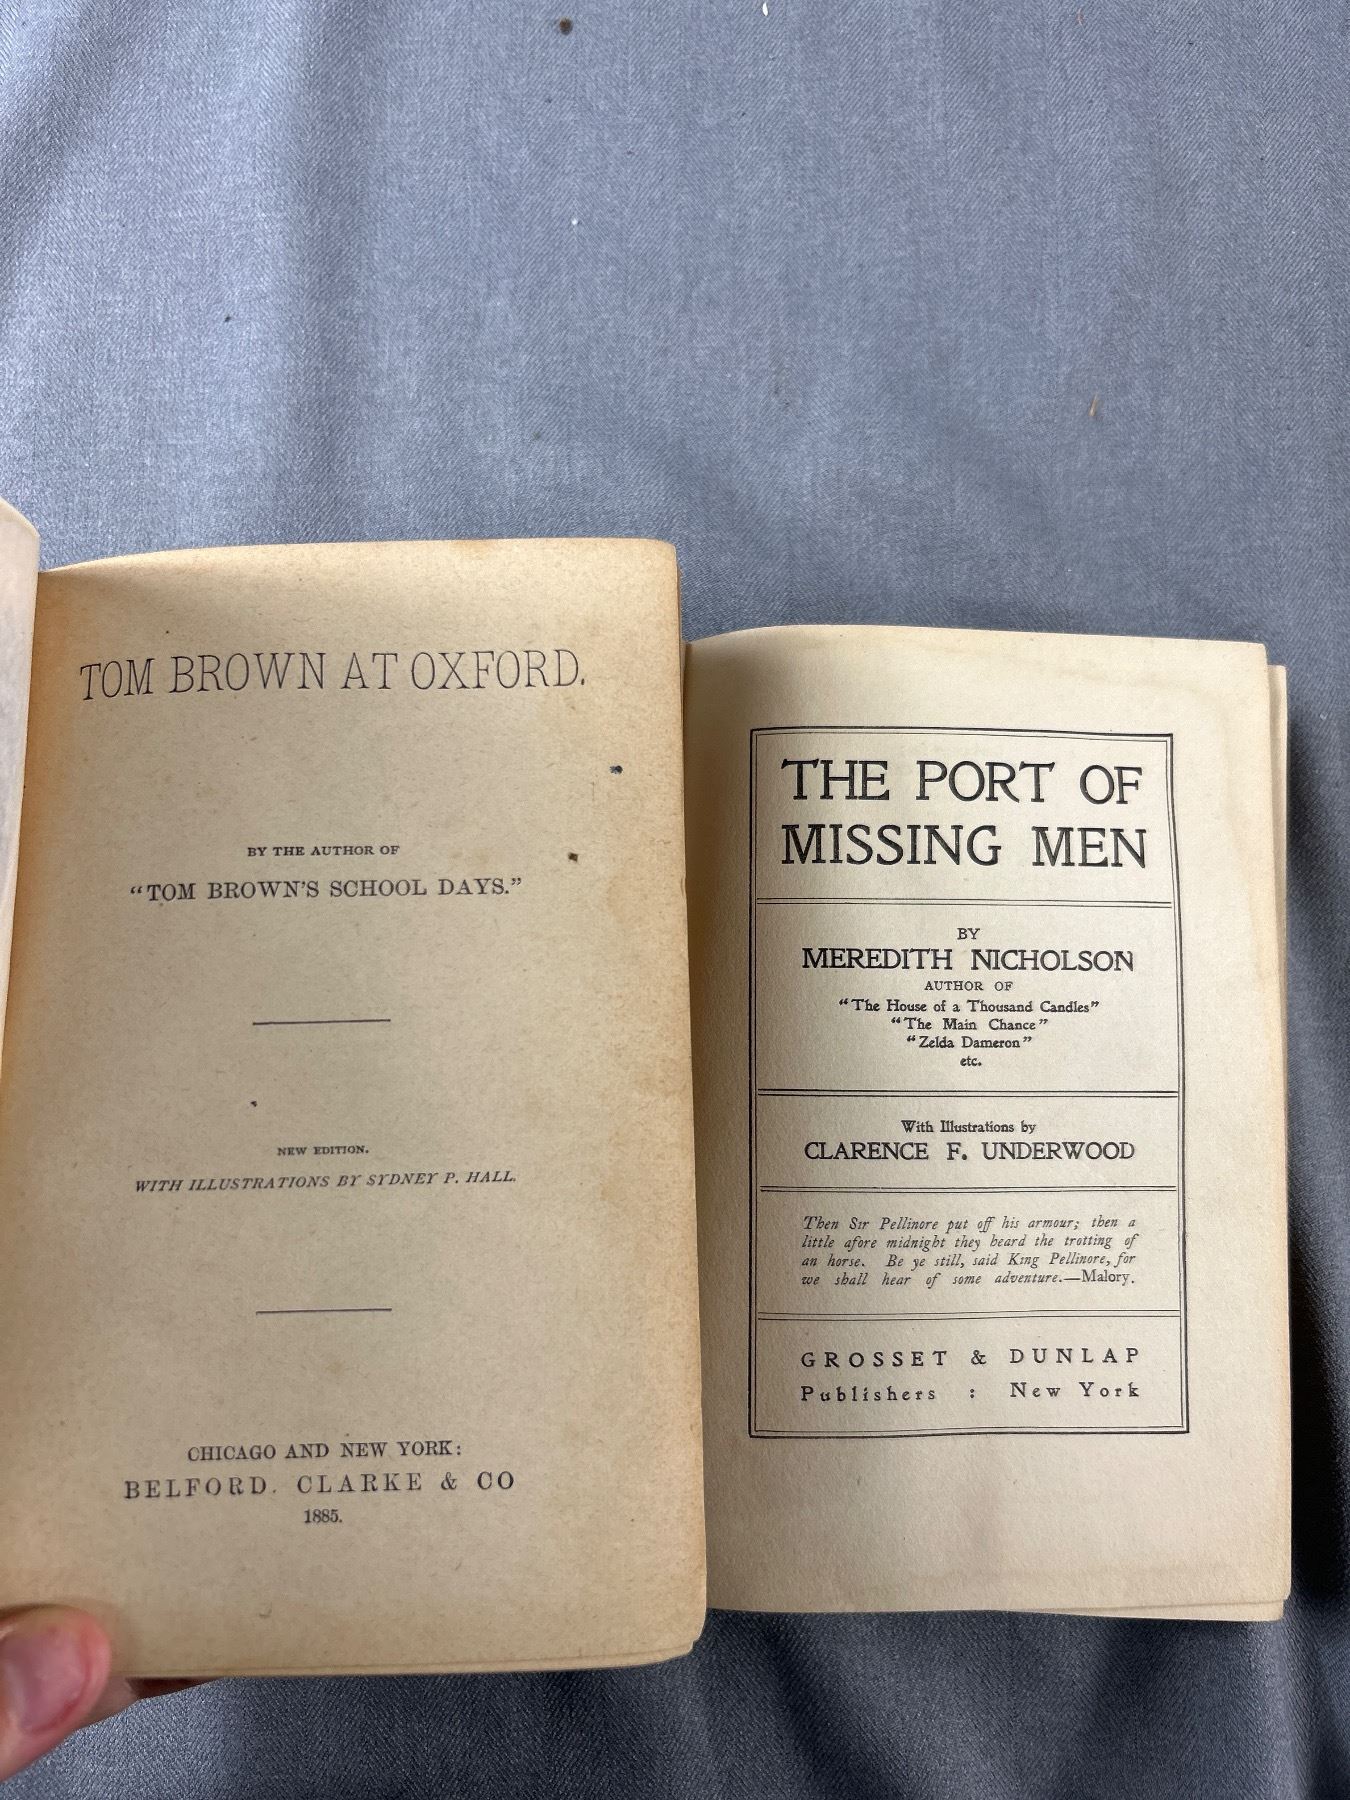 TOM BROWN AT OXFORD.
BY THE AUTHOR OF
“TOM BROWN'S SCHOOL DAYS.”
NEW EDITION.
WITH ILLUSTRATIONS BY SYDNEY P. HALL.
CHICAGO AND NEW YORK:
BELFORD. CLARKE & CO
1885.
THE PORT OF
MISSING MEN
BY
MEREDITH NICHOLSON
AUTHOR OF
“The House of a Thousand Candles”
“The Main Chance”
“Zelda Dameron”
etc.
With Illustrations by
CLARENCE F. UNDERWOOD
Then Sir Pellinore put off his armour; then a
little afore midnight they heard the trotting of
an horse. Be ye still, said King Pellinore, for
we shall hear of some adventure.—Malory.
GROSSET & DUNLAP
Publishers : New York